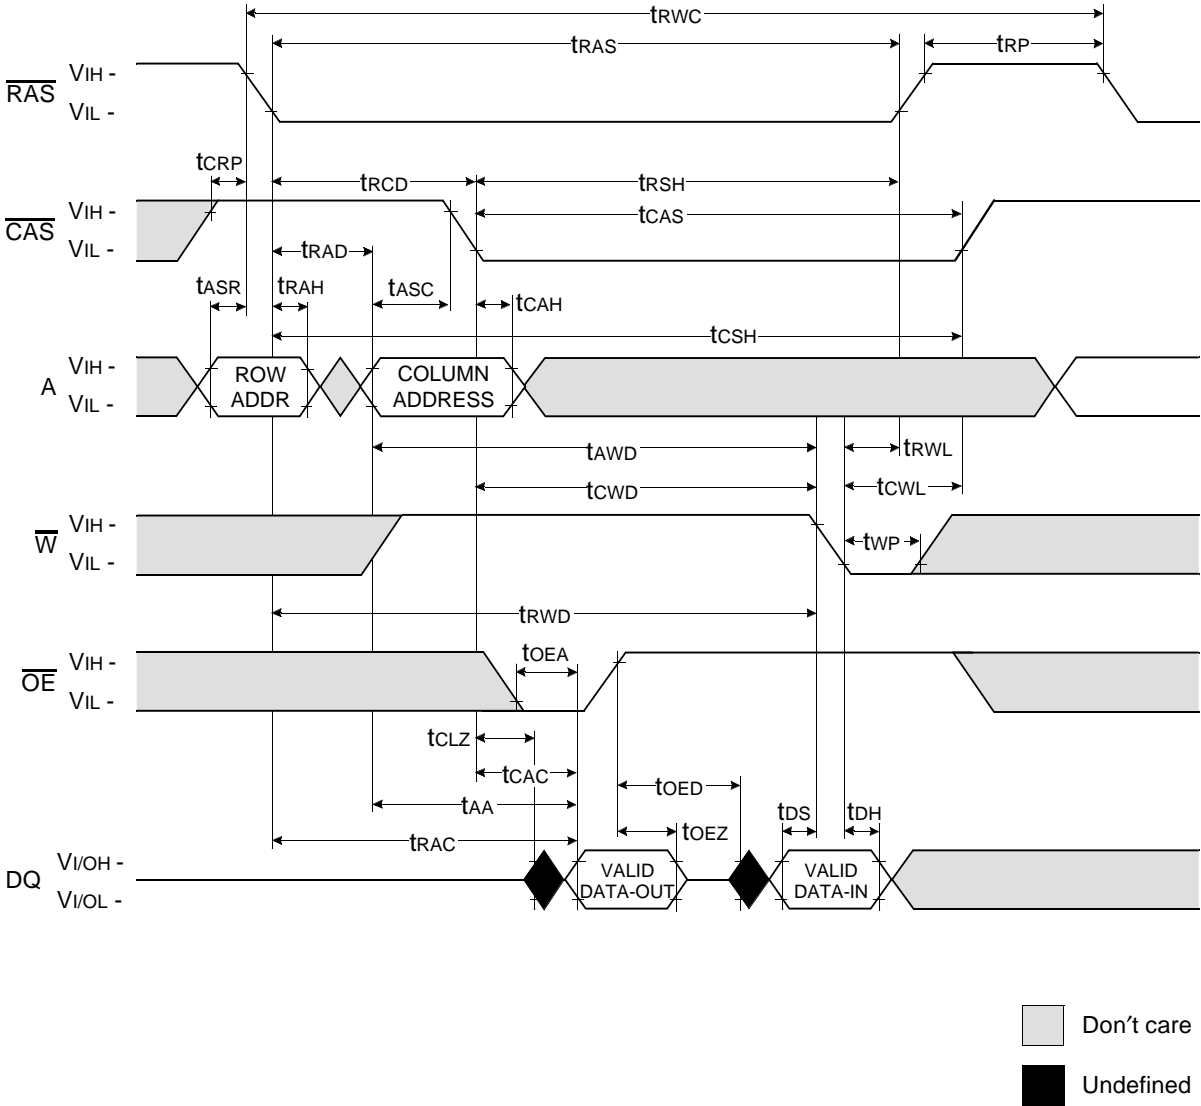 tRWC
tRAS
tRP
RAS
VIH -
VIL -
tCRP
tRCD
tRSH
CAS
VIH -
VIL -
tCAS
tRAD
tASR
tRAH
tASC
tCAH
tCSH
A
VIH -
VIL -
ROW
ADDR
COLUMN
ADDRESS
tAWD
tRWL
tCWD
tCWL
W
VIH -
VIL -
tWP
tRWD
OE
VIH -
VIL -
tOEA
tCLZ
tCAC
tOED
tAA
tDS
tDH
tOEZ
tRAC
DQ
VI/OH -
VI/OL -
VALID
DATA-OUT
VALID
DATA-IN
Don′t care
Undefined